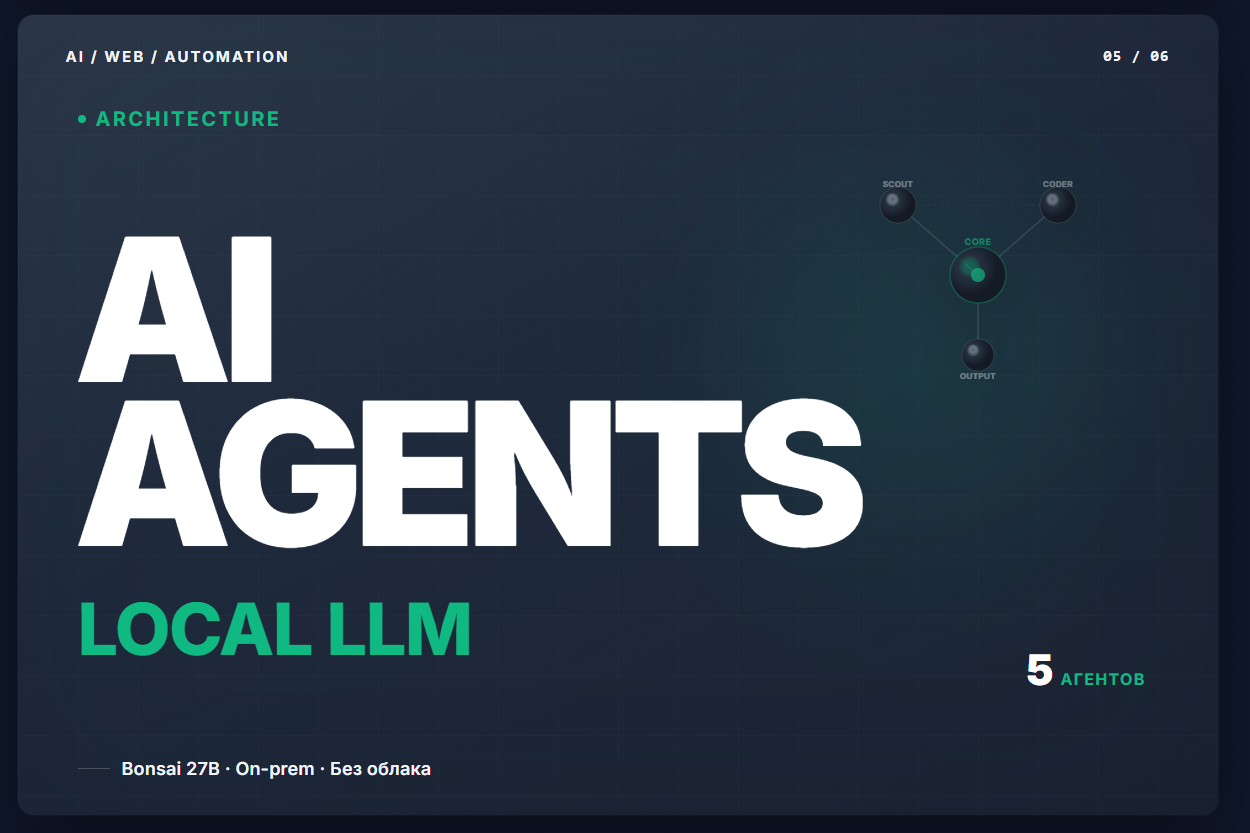 AI / WEB / AUTOMATION
05 / 06
ARCHITECTURE
SCOUT
CODER
CORE
OUTPUT
AI
AGENTS
LOCAL LLM
5 АГЕНТОВ
Bonsai 27B · On-prem · Без облака